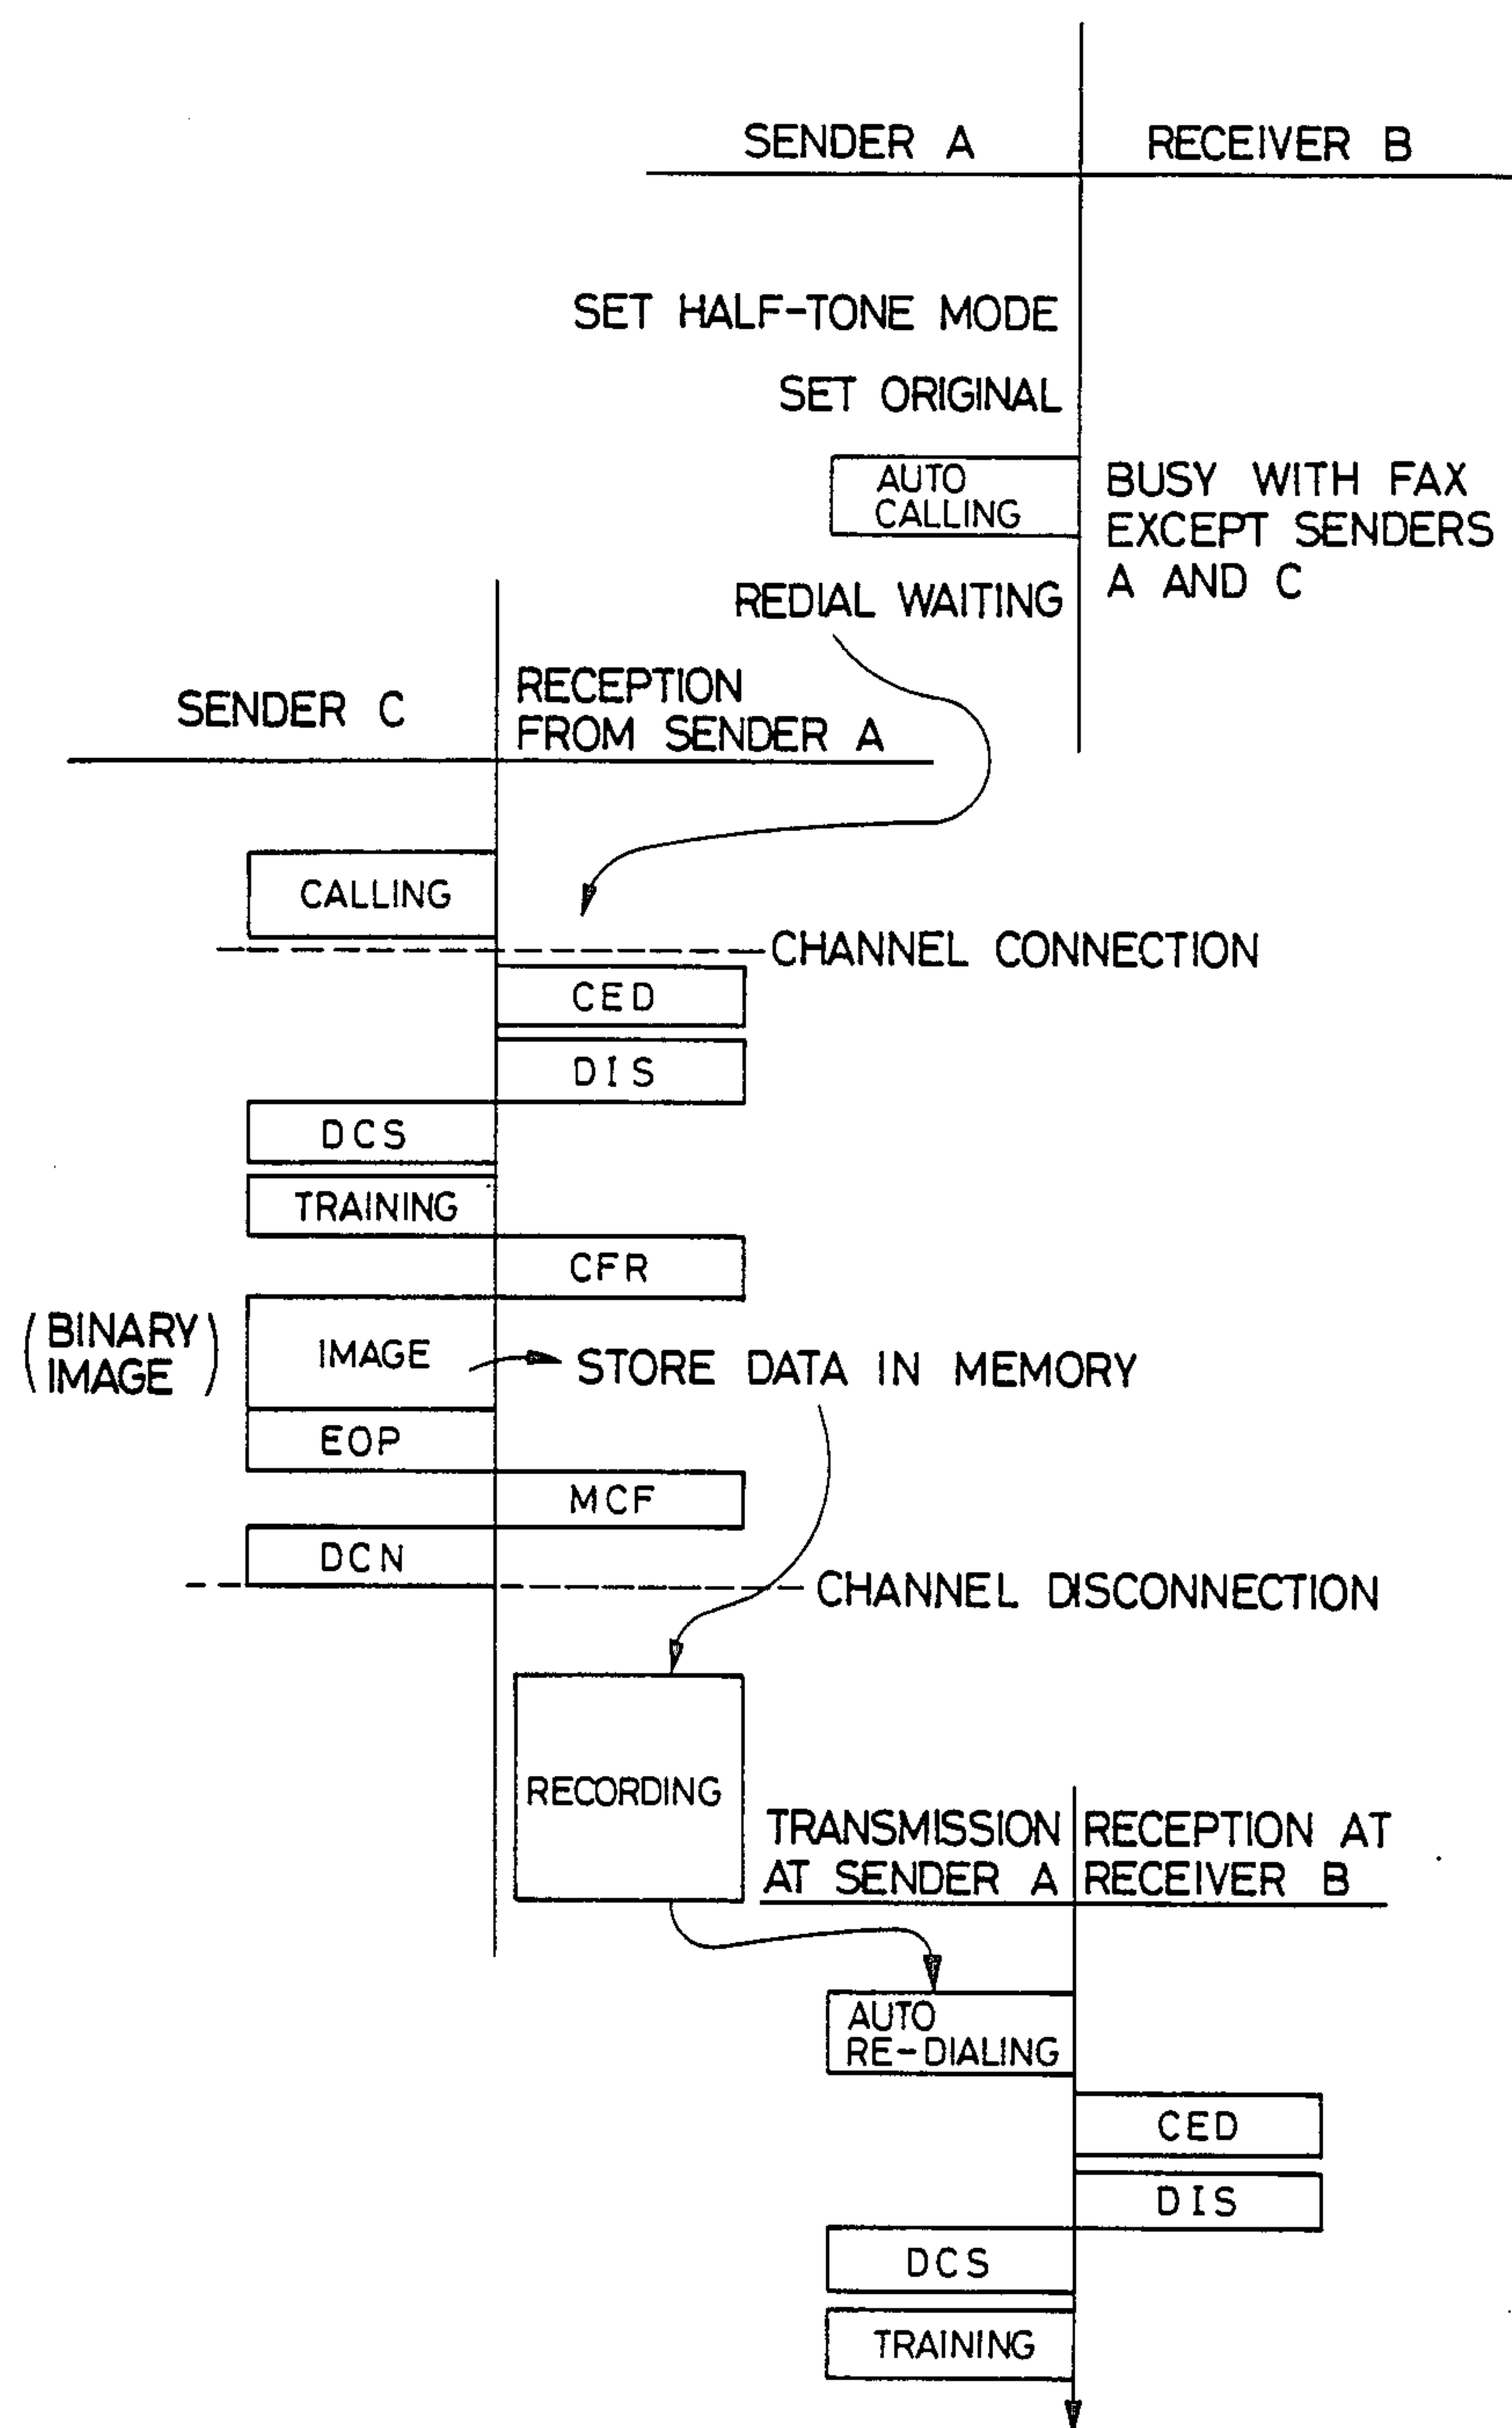 SENDER A
RECEIVER B
SET HALF-TONE MODE
SET ORIGINAL
AUTO
CALLING
BUSY WITH FAX
EXCEPT SENDERS
A AND C
REDIAL WAITING
SENDER C
RECEPTION
FROM SENDER A
CALLING
CHANNEL CONNECTION
CED
DIS
DCS
TRAINING
CFR
(BINARY
IMAGE)
IMAGE
STORE DATA IN MEMORY
EOP
MCF
DCN
CHANNEL DISCONNECTION
RECORDING
TRANSMISSION
AT SENDER A
RECEPTION AT
RECEIVER B
AUTO
RE-DIALING
CED
DIS
DCS
TRAINING